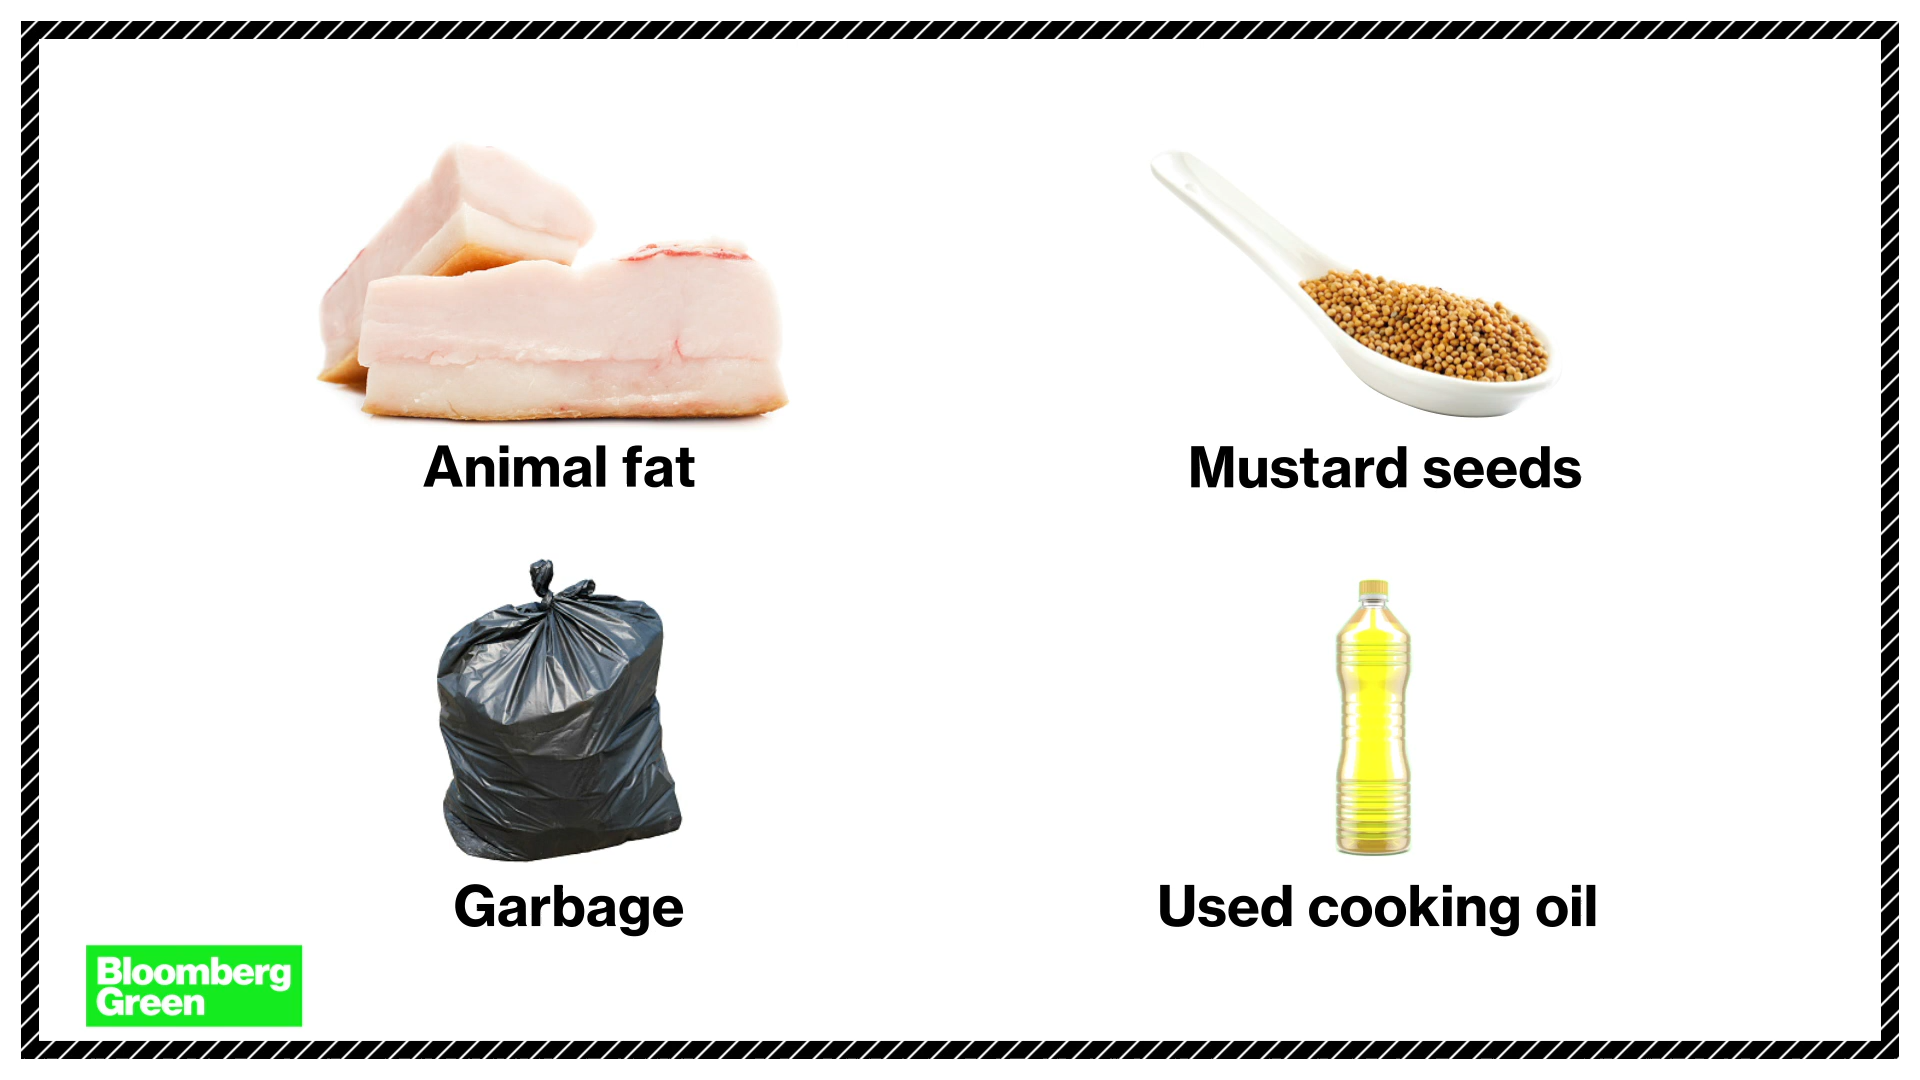 Animal fat
Mustard seeds
Garbage
Used cooking oil
Bloomberg
Green